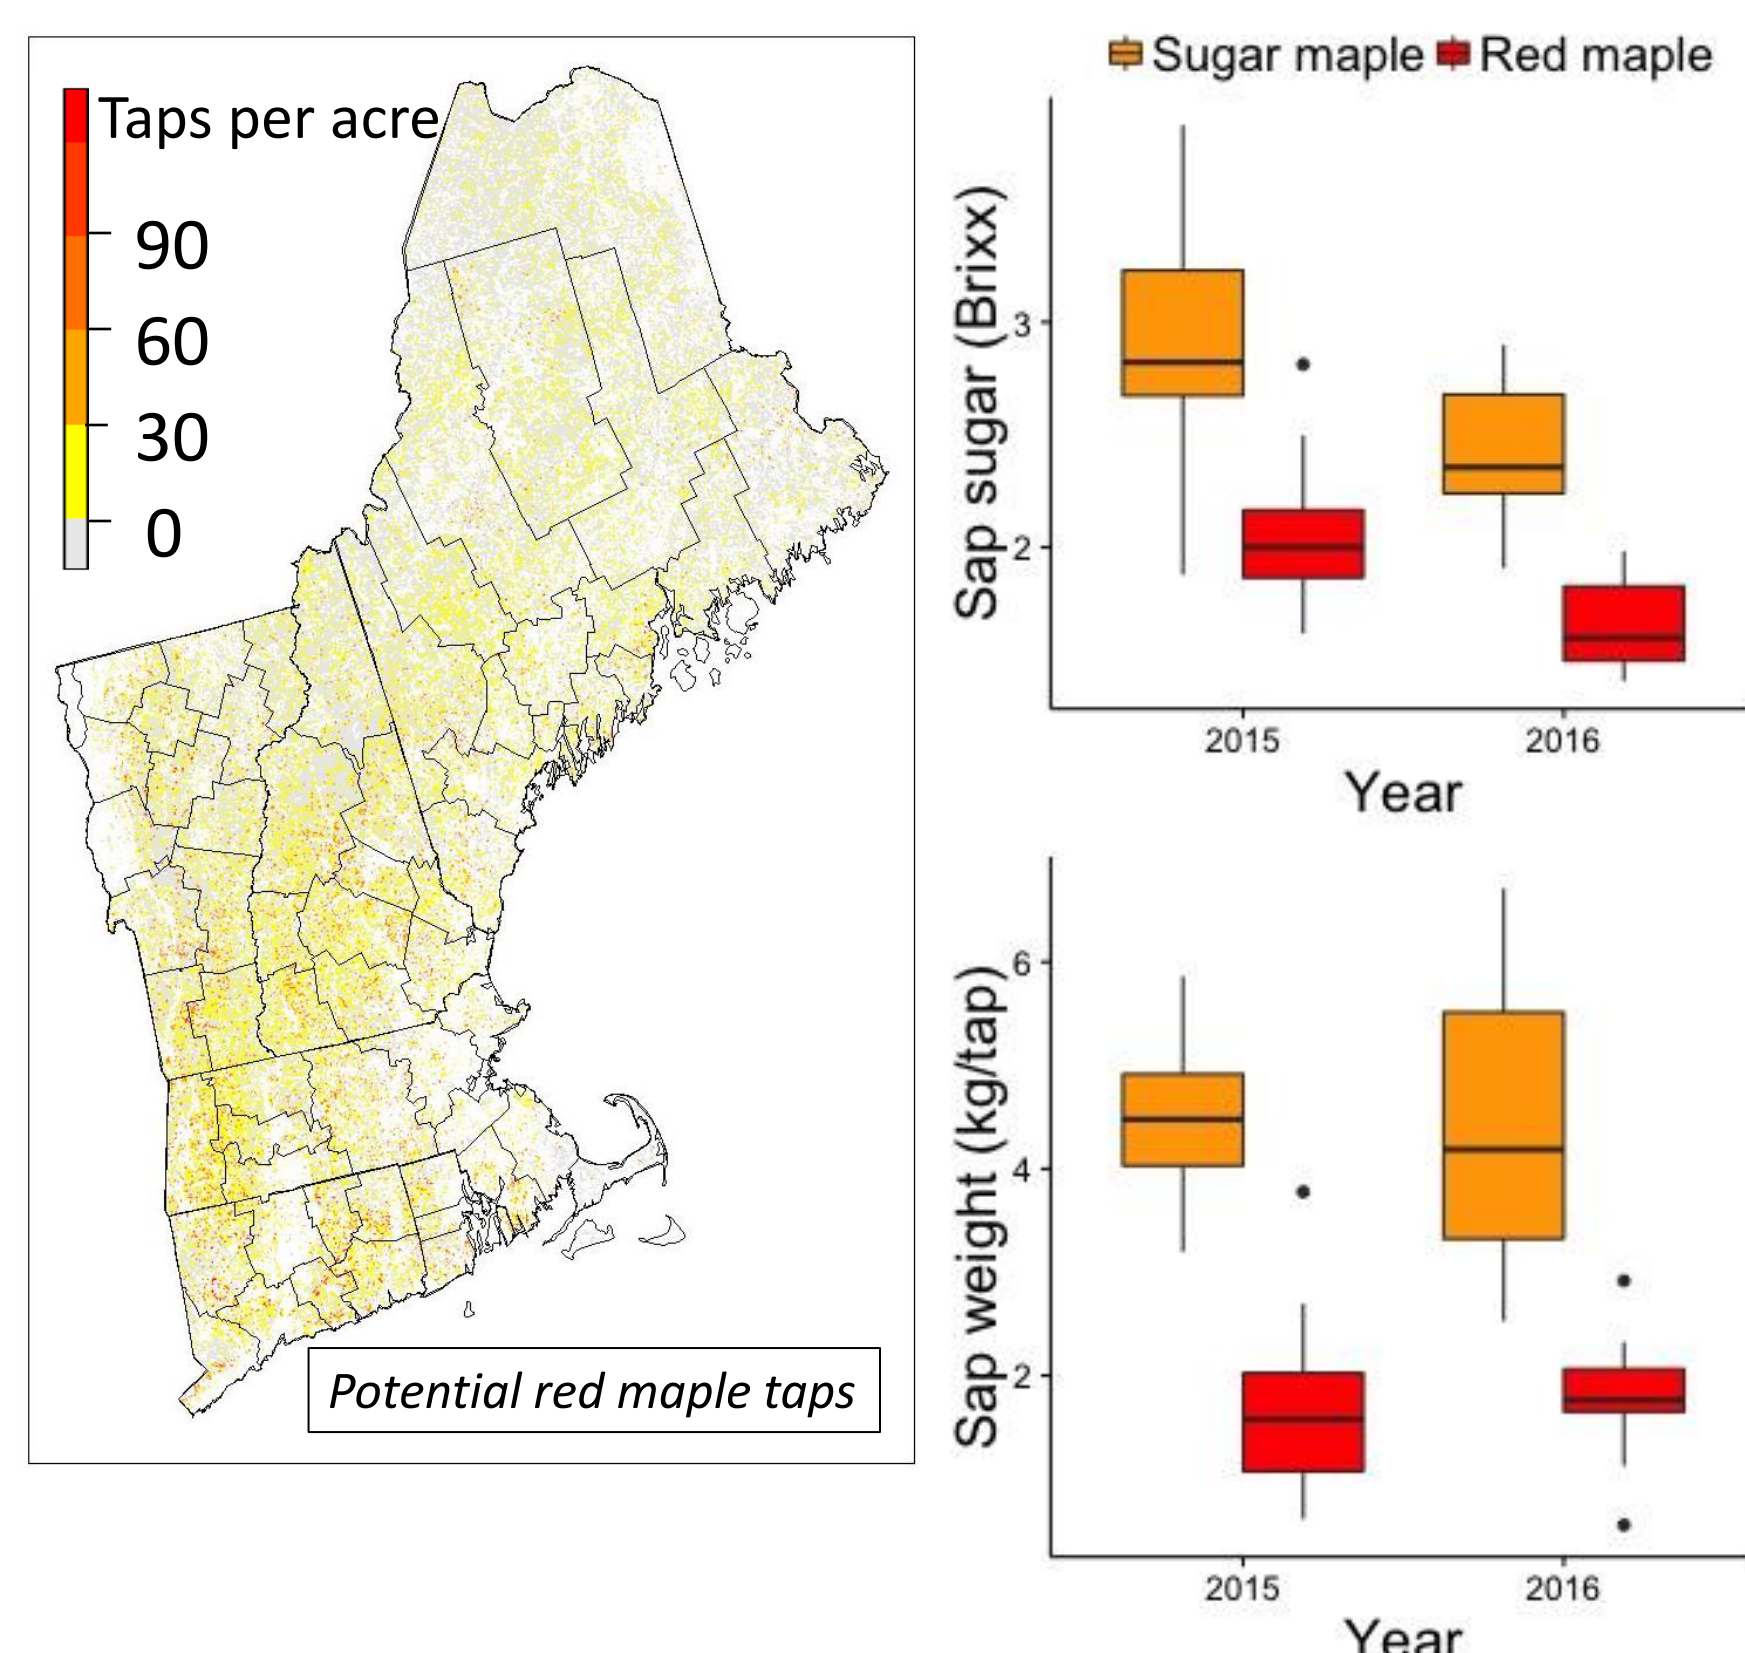 Taps per acre
90
60
30
0
Potential red maple taps
Sugar maple Red maple
Sap sugar (Brixx)
3
2
2015 2016
Year
Sap weight (kg/tap)
6
4
2
2015 2016
Year